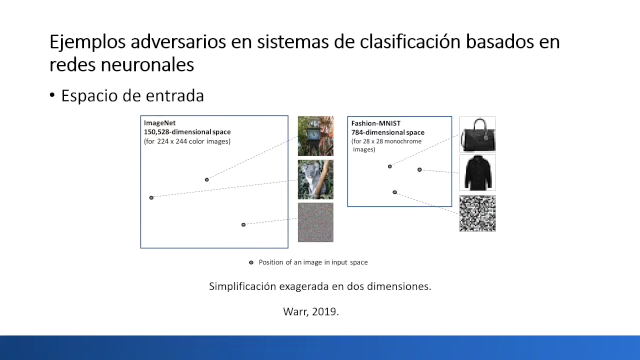 Ejemplos adversarios en sistemas de clasificación basados en
redes neuronales
• Espacio de entrada
ImageNet
150,528-dimensional space
(for 224 x 244 color images)
Fashion-MNIST
784-dimensional space
(for 28 x 28 monochrome
images)
Position of an image in input space
Simplificación exagerada en dos dimensiones.
Warr, 2019.